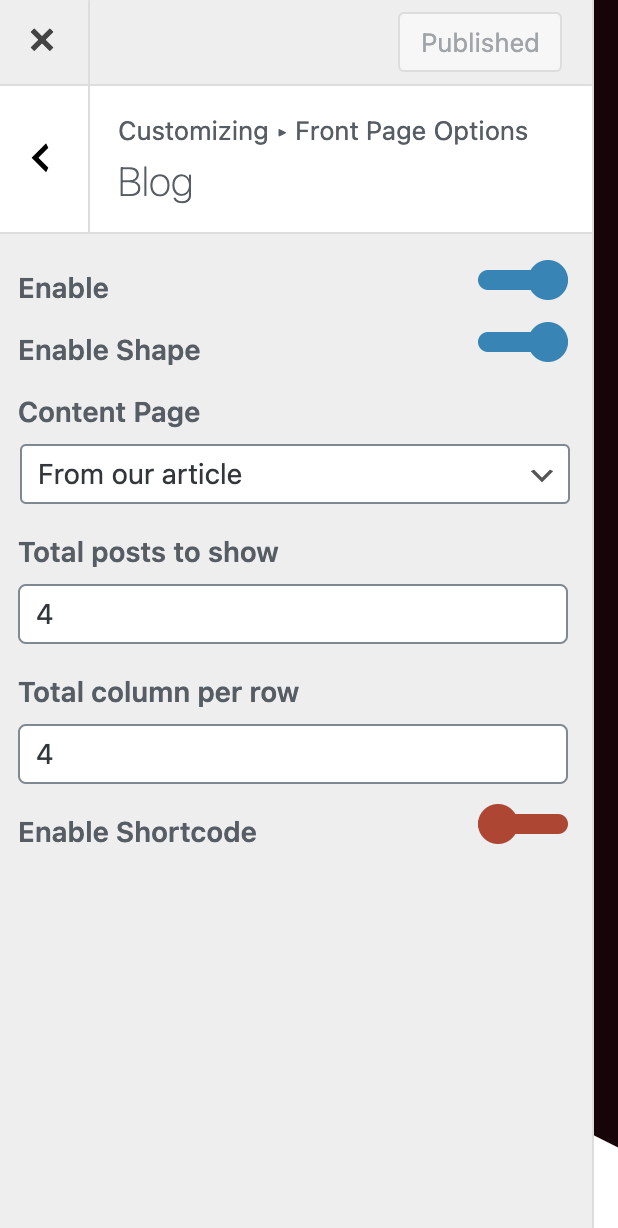 Published
Customizing ▸ Front Page Options
Blog
Enable
Enable Shape
Content Page
From our article
Total posts to show
4
Total column per row
4
Enable Shortcode